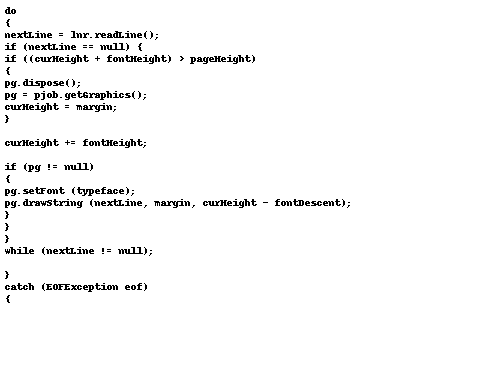 do
{
nextLine = lnr.readLine();
if (nextLine == null) {
if ((curHeight + fontHeight) > pageHeight)
{
pg.dispose();
pg = pjob.getGraphics();
curHeight = margin;
}
curHeight += fontHeight;
if (pg != null)
{
pg.setFont (typeface);
pg.drawString (nextLine, margin, curHeight - fontDescent);
}
}
}
while (nextLine != null);
}
catch (EOFException eof)
{